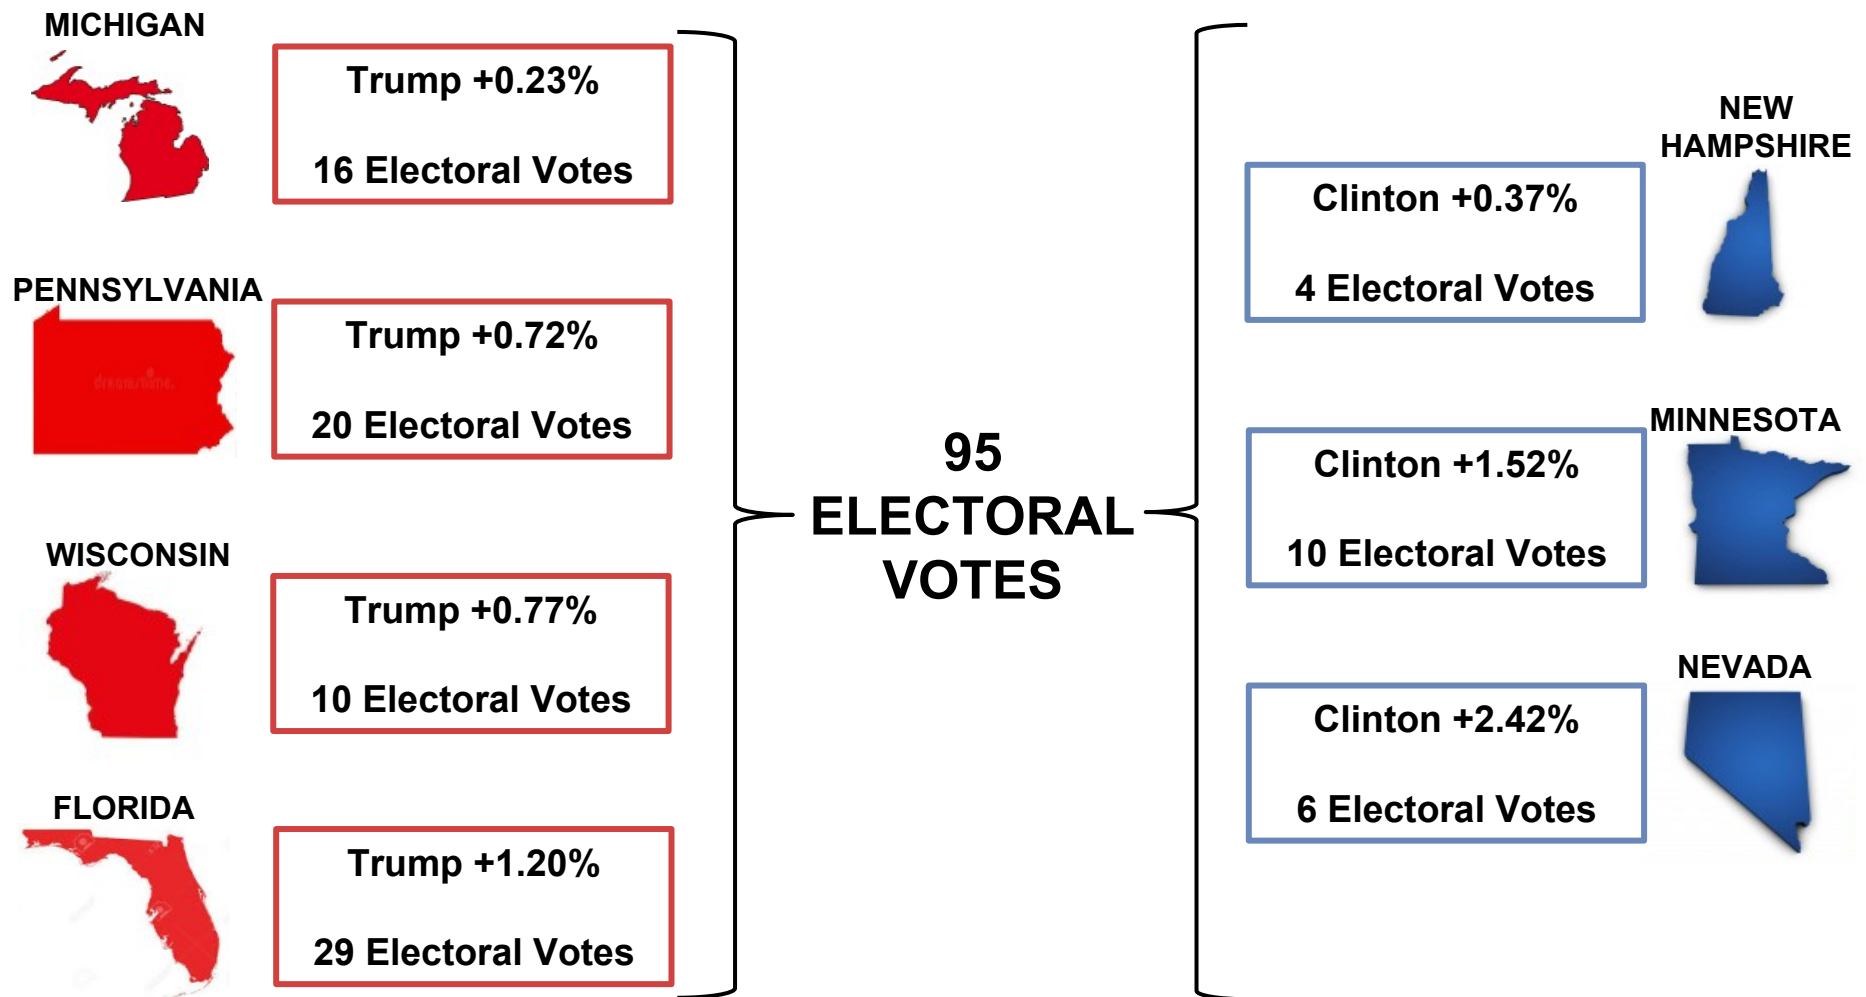 MICHIGAN
Trump +0.23%
16 Electoral Votes
PENNSYLVANIA
dreamstime.
Trump +0.72%
20 Electoral Votes
WISCONSIN
Trump +0.77%
10 Electoral Votes
FLORIDA
Trump +1.20%
29 Electoral Votes
95
ELECTORAL
VOTES
NEW
HAMPSHIRE
Clinton +0.37%
4 Electoral Votes
MINNESOTA
Clinton +1.52%
10 Electoral Votes
NEVADA
Clinton +2.42%
6 Electoral Votes